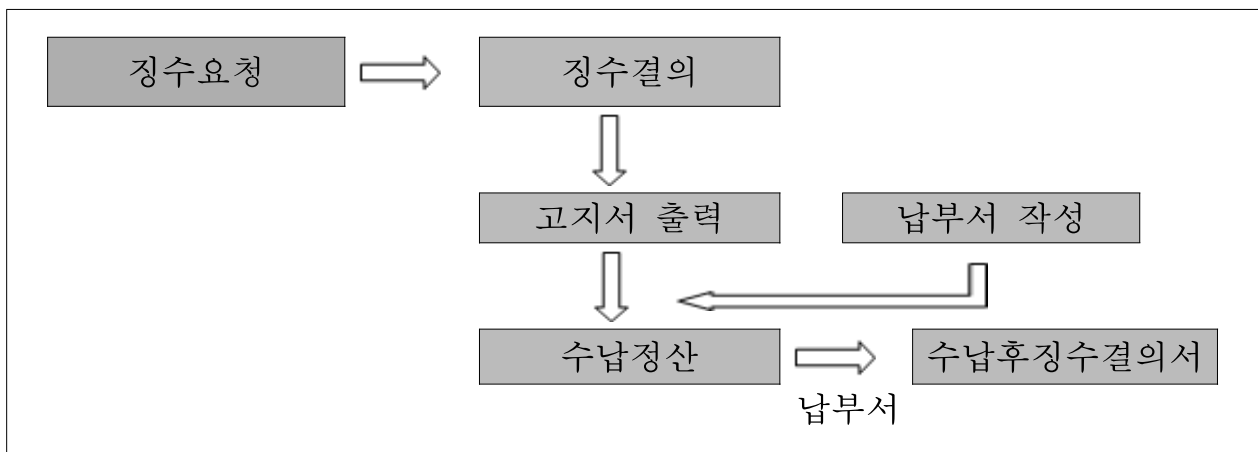 징수요청
징수결의
고지서 출력
납부서 작성
수납정산
수납후징수결의서
납부서